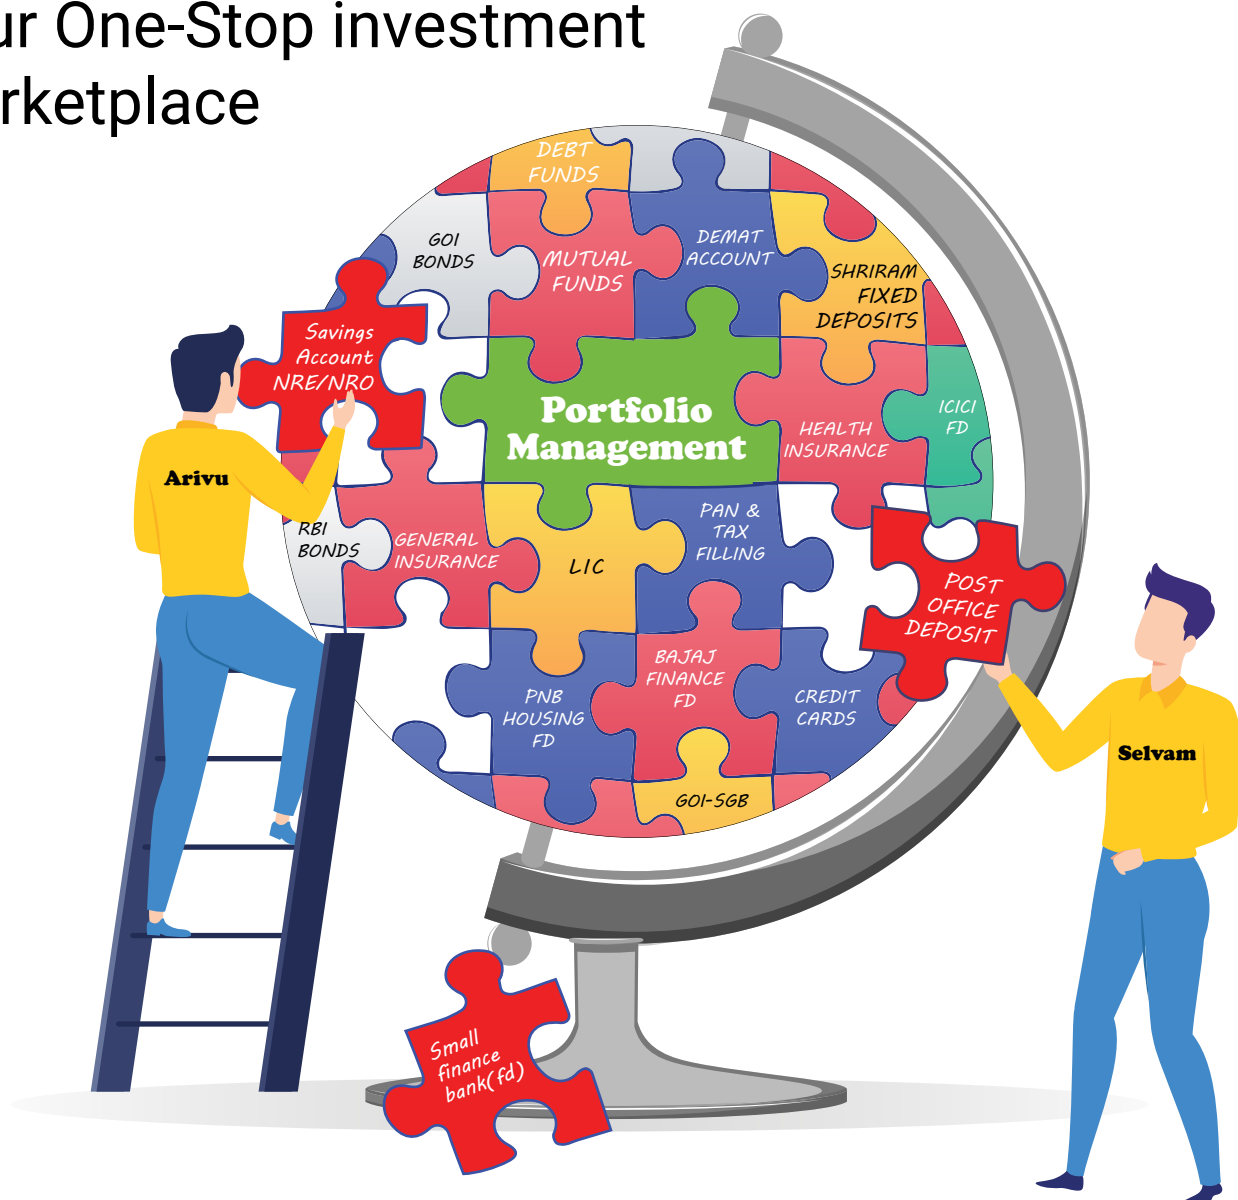 ur One-Stop investment
rketplace
DEBT
FUNDS
GOI
BONDS
MUTUAL
FUNDS
DEMAT
ACCOUNT
SHRIRAM
FIXED
DEPOSITS
Savings
Account
NRE/NRO
Portfolio
Management
HEALTH
INSURANCE
ICICI
FD
Arivu
RBI
BONDS
GENERAL
INSURANCE
LIC
PAN &
TAX
FILLING
POST
OFFICE
DEPOSIT
PNB
HOUSING
FD
BAJAJ
FINANCE
FD
CREDIT
CARDS
Selvam
GOI-SGB
Small
finance
bank(fd)